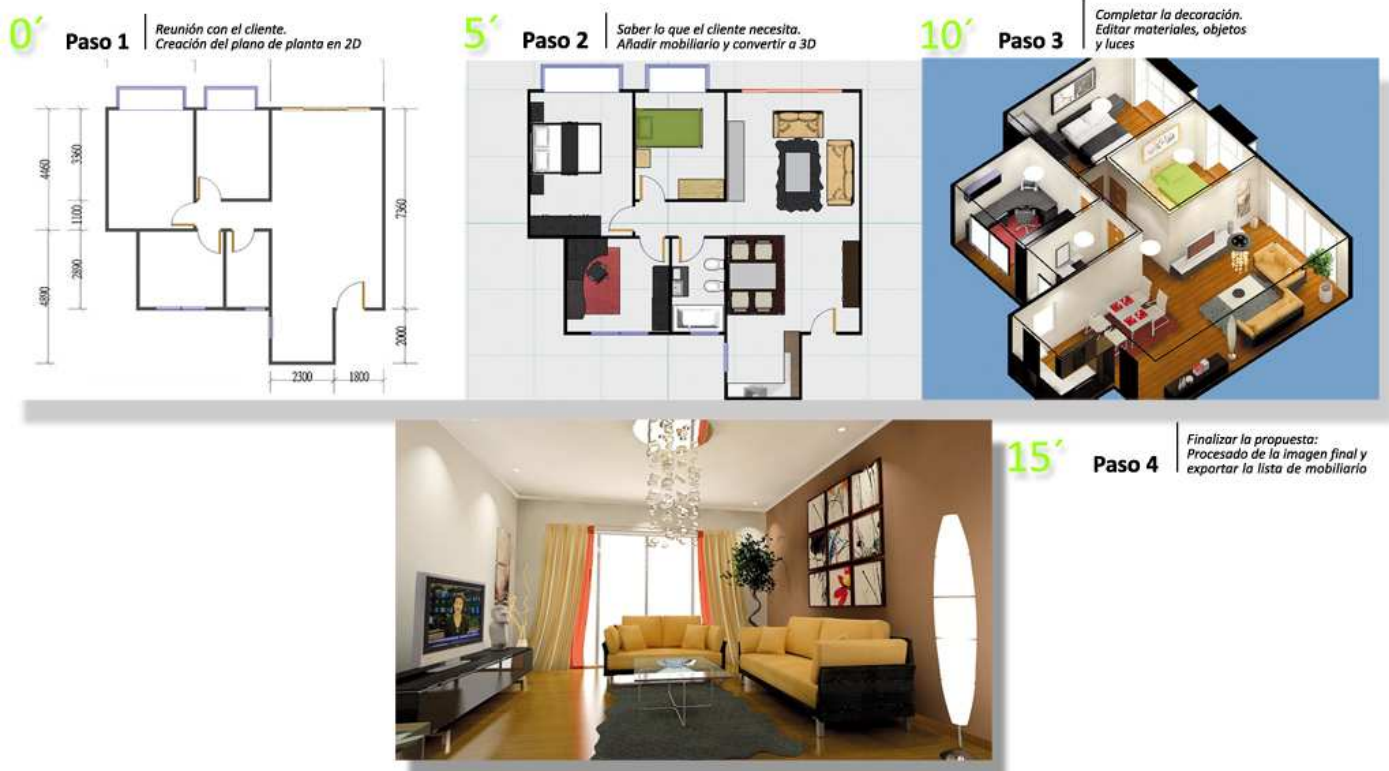 0´
Paso 1
Reunión con el cliente.
Creación del plano de planta en 2D
5´
Paso 2
Saber lo que el cliente necesita.
Añadir mobiliario y convertir a 3D
10´
Paso 3
Completar la decoración.
Editar materiales, objetos
y luces
4460
3360
1100
2890
4890
7360
2000
2300
1800
15´
Paso 4
Finalizar la propuesta:
Procesado de la imagen final y
exportar la lista de mobiliario